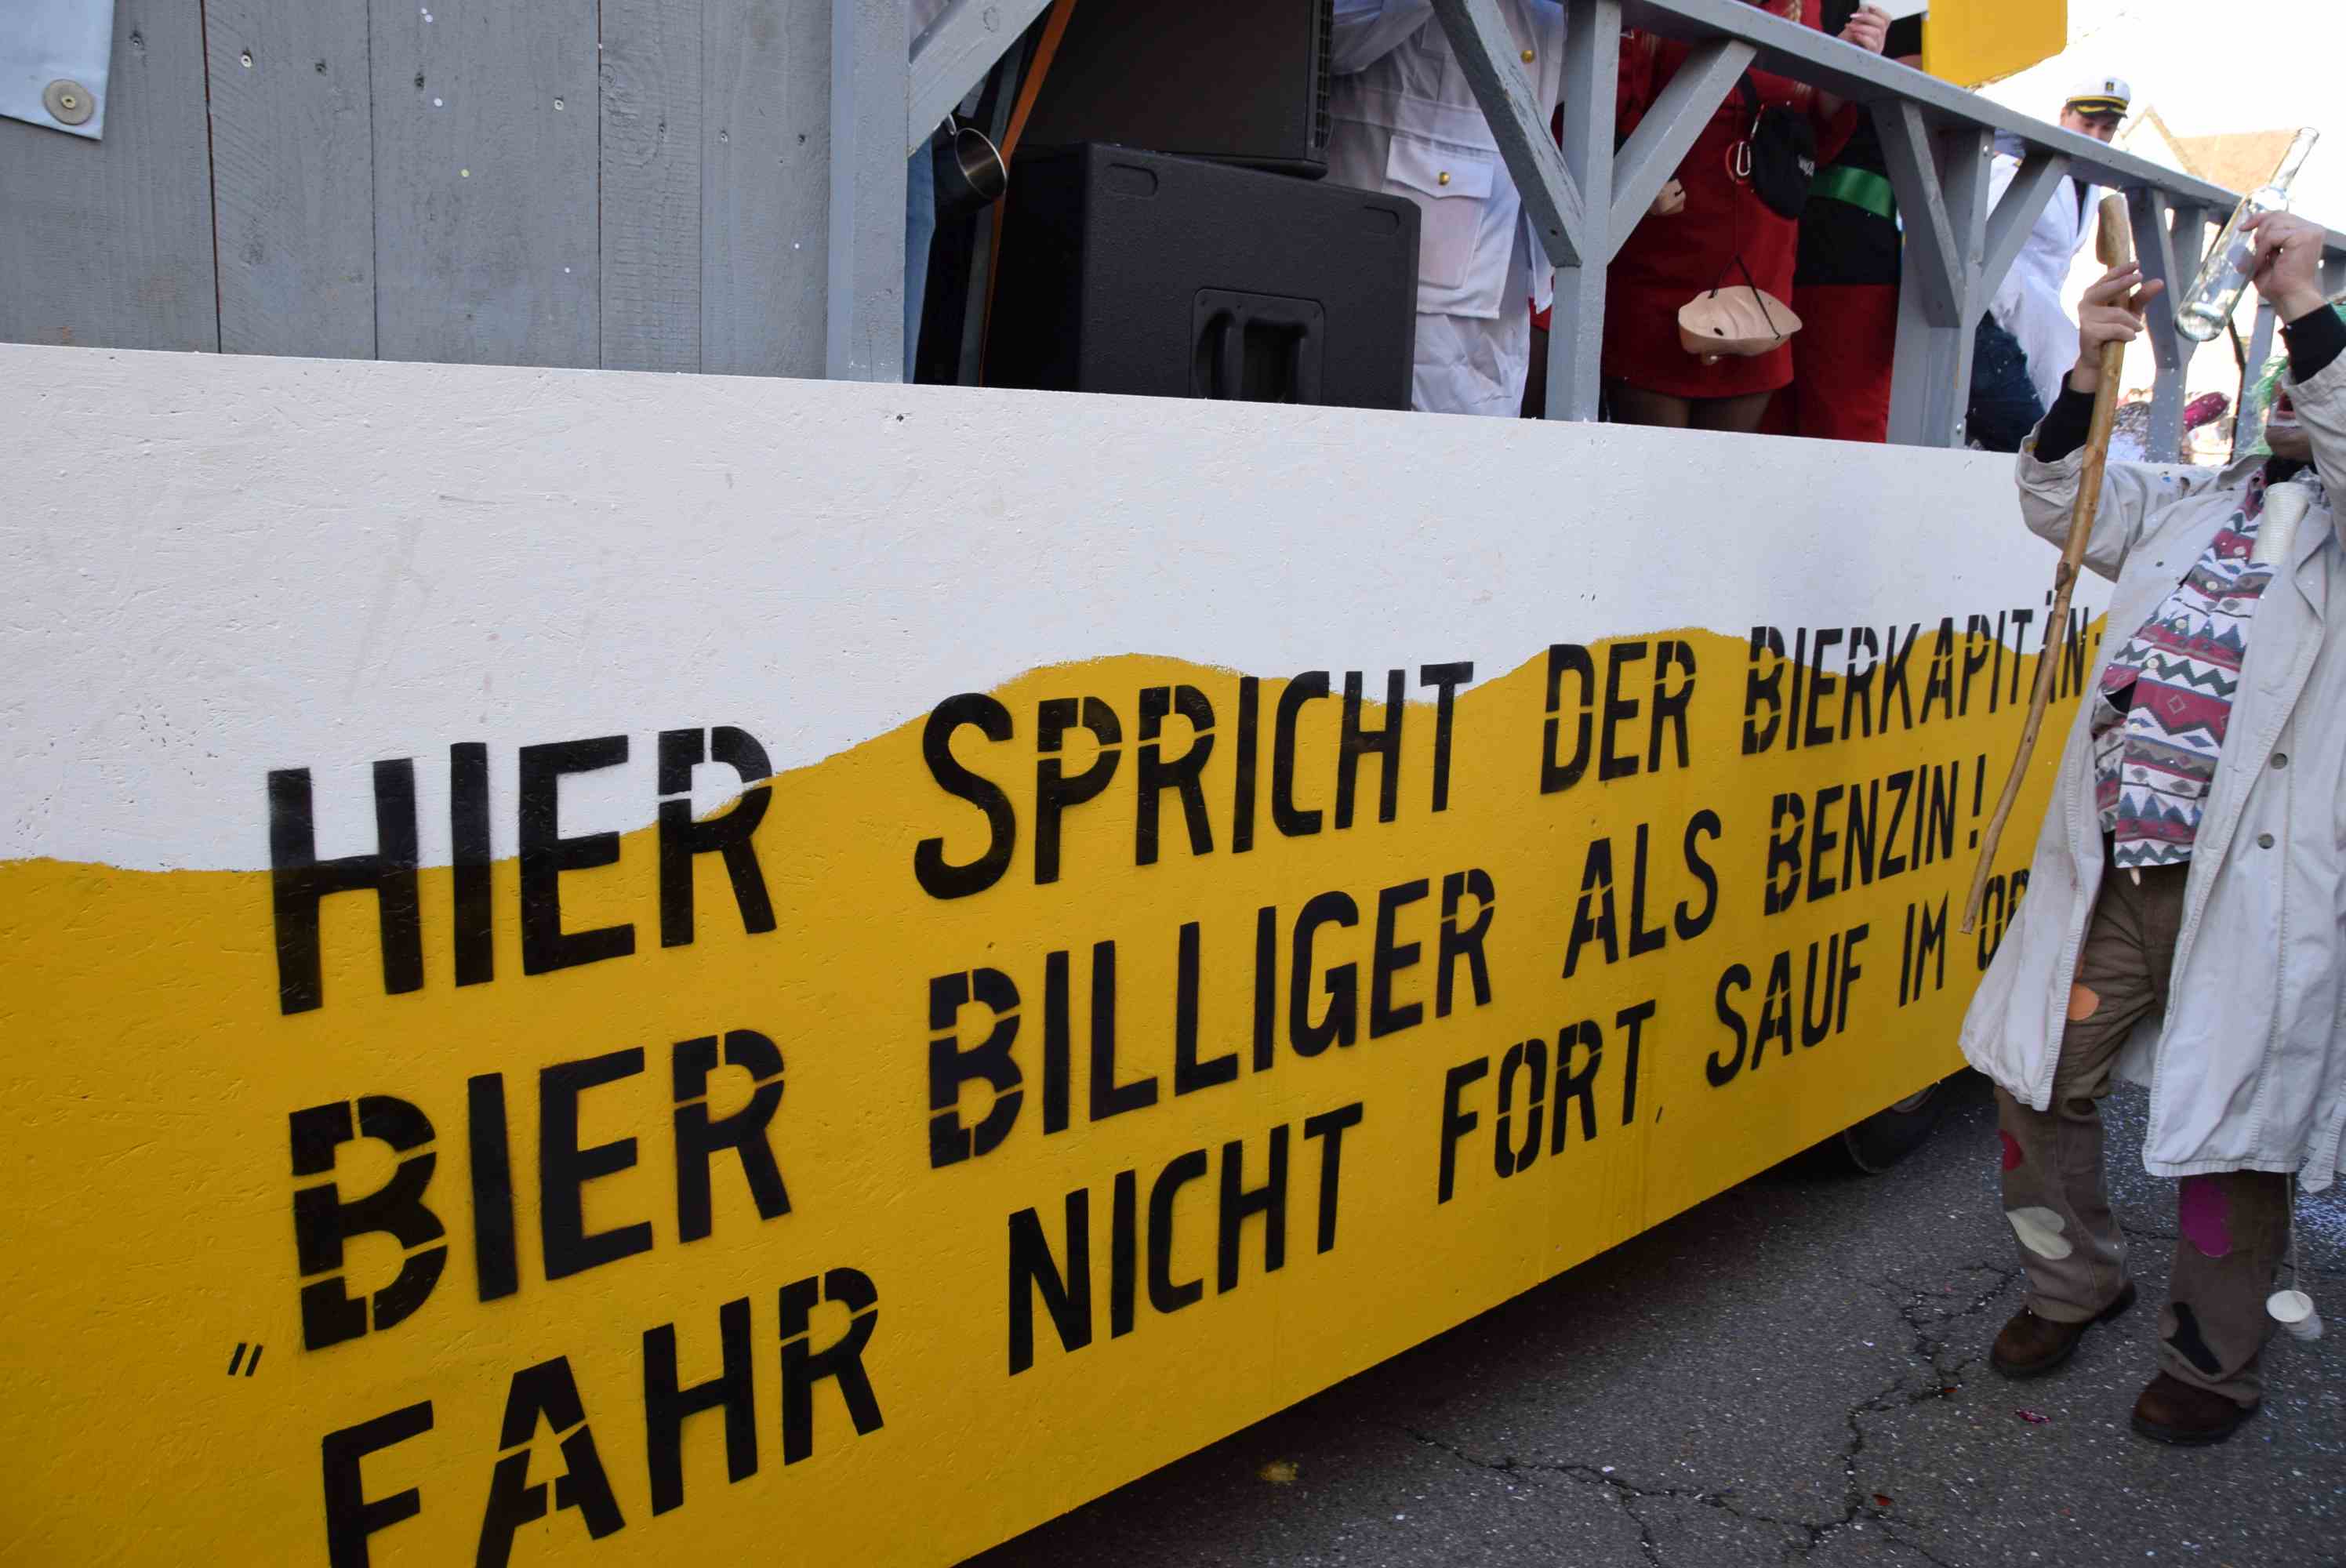 HIER SPRICHT DER BIERKAPITÄN-
BIER BILLIGER ALS BENZIN!
"FAHR NICHT FORT, SAUF IM